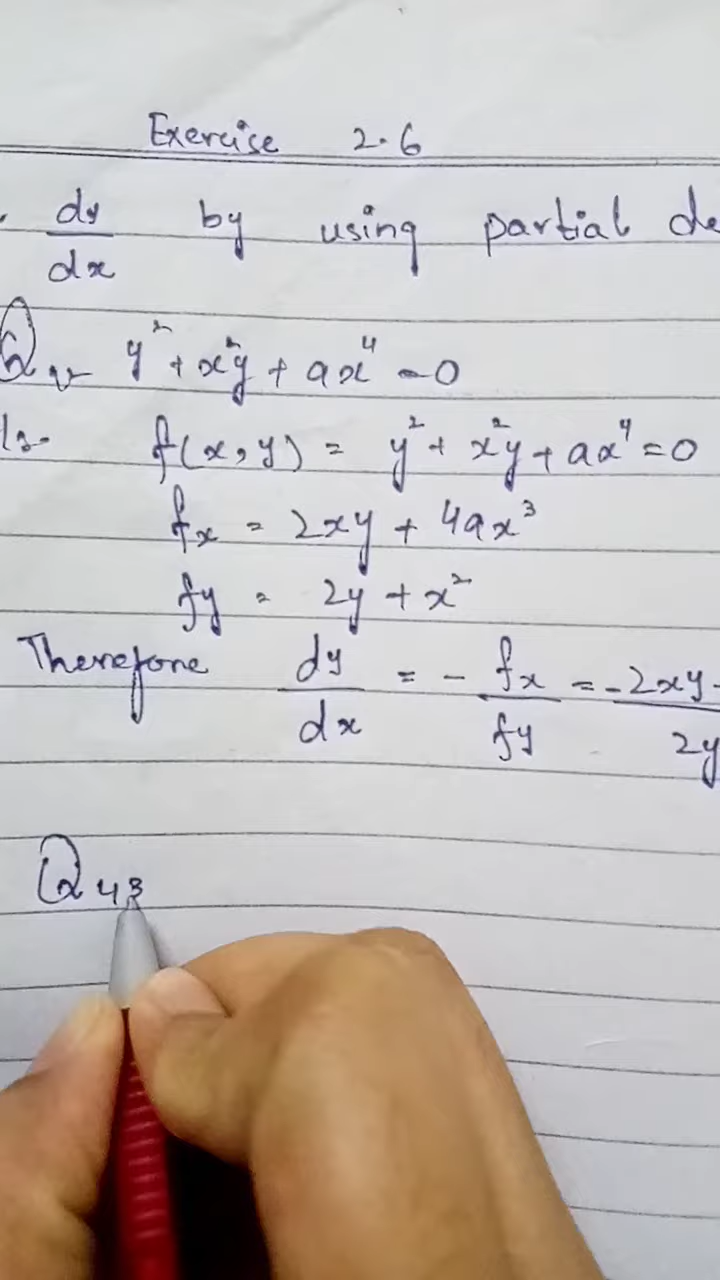 Exercise 2.6
dy/dx by using partial de
Q y² + x²y + ax⁴ = 0
f(x,y) = y² + x²y + ax⁴ = 0
fx = 2xy + 4ax³
fy = 2y + x²
Therefore dy/dx = - fx/fy = -2xy - / 2y
Q 43